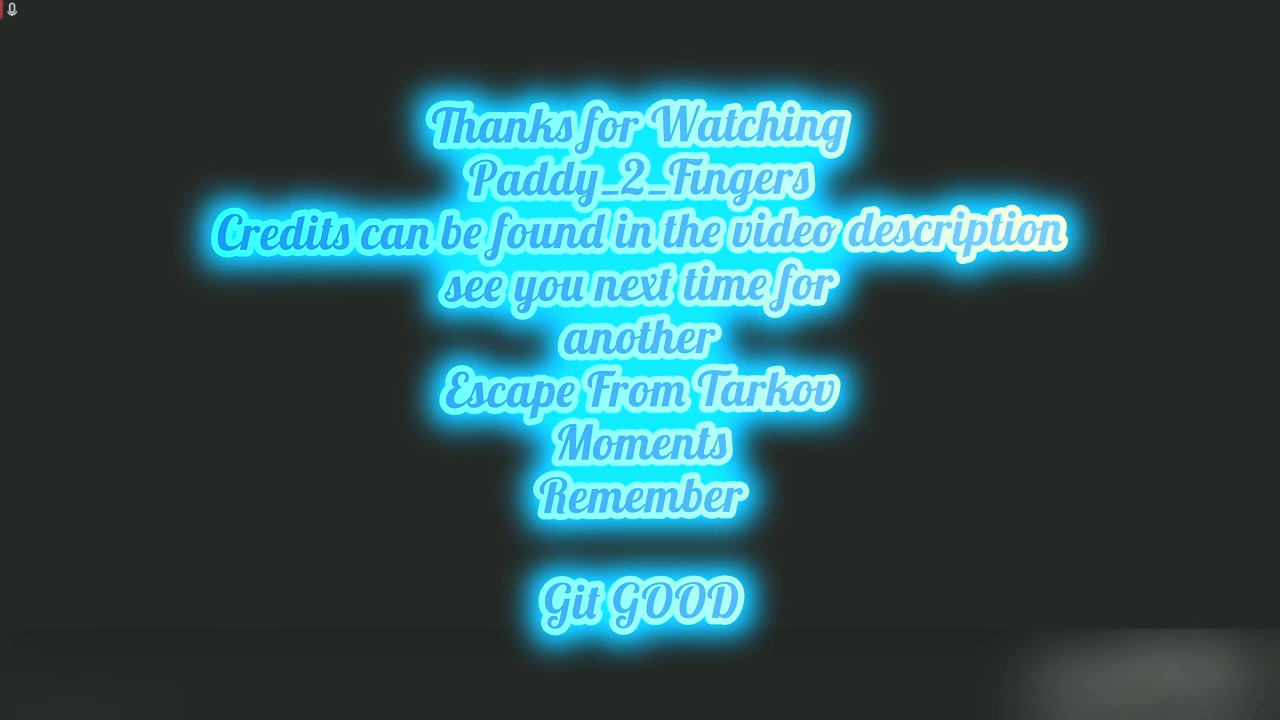 Thanks for Watching
Paddy_2_Fingers
Credits can be found in the video description
see you next time for
another
Escape From Tarkov
Moments
Remember
Git GOOD